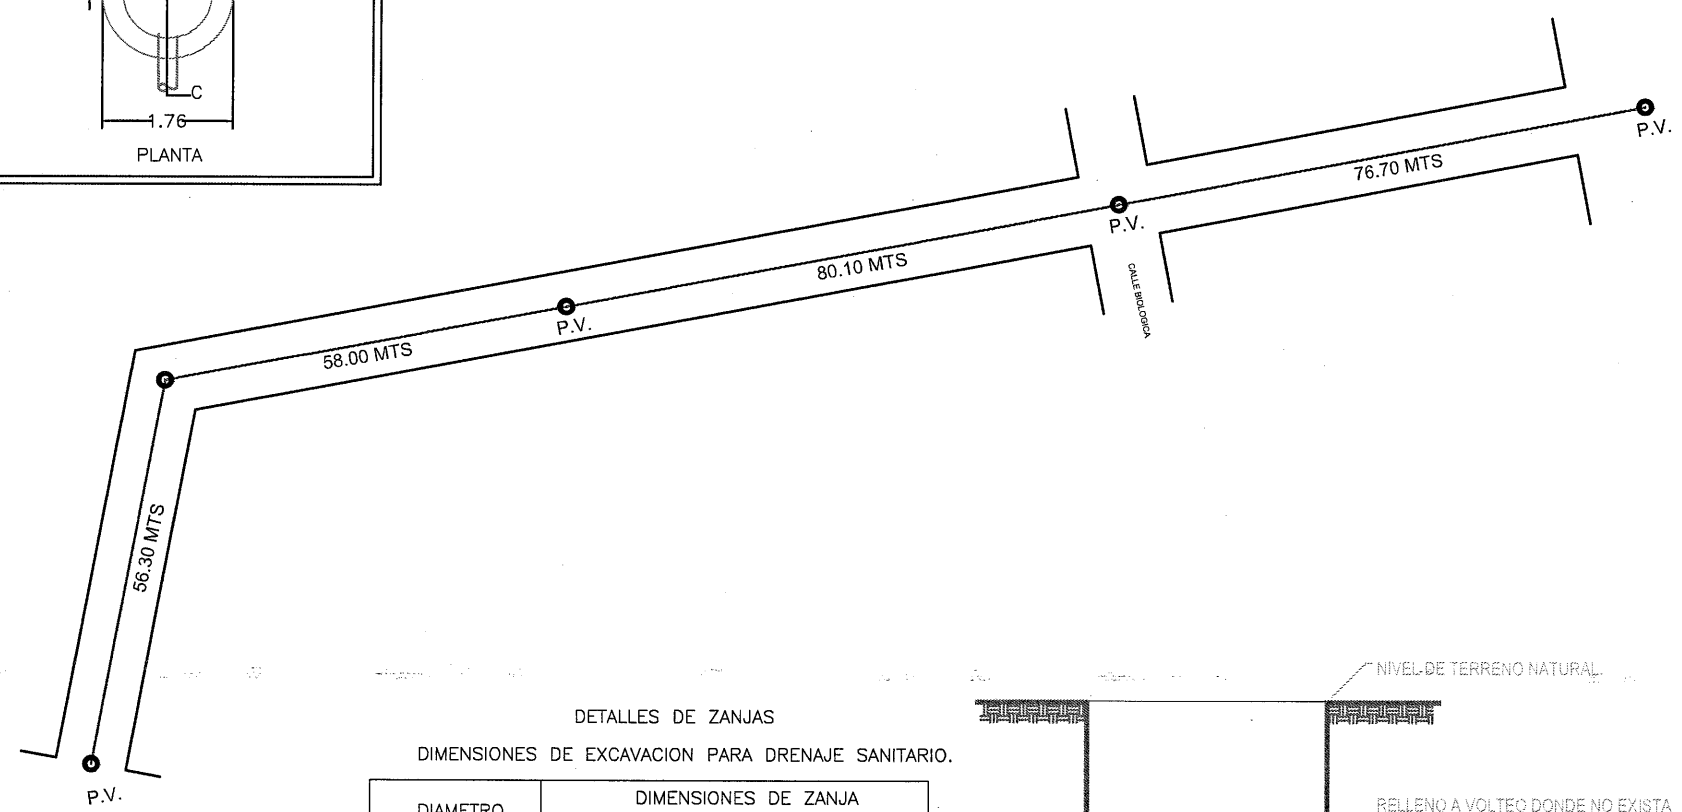 C
1.76
PLANTA
P.V.
76.70 MTS
P.V.
80.10 MTS
CALLE BIOLOGICA
P.V.
58.00 MTS
56.30 MTS
P.V.
NIVEL DE TERRENO NATURAL.
DETALLES DE ZANJAS
DIMENSIONES DE EXCAVACION PARA DRENAJE SANITARIO.
DIAMETRO
DIMENSIONES DE ZANJA
RELLENO A VOLTEO DONDE NO EXISTA